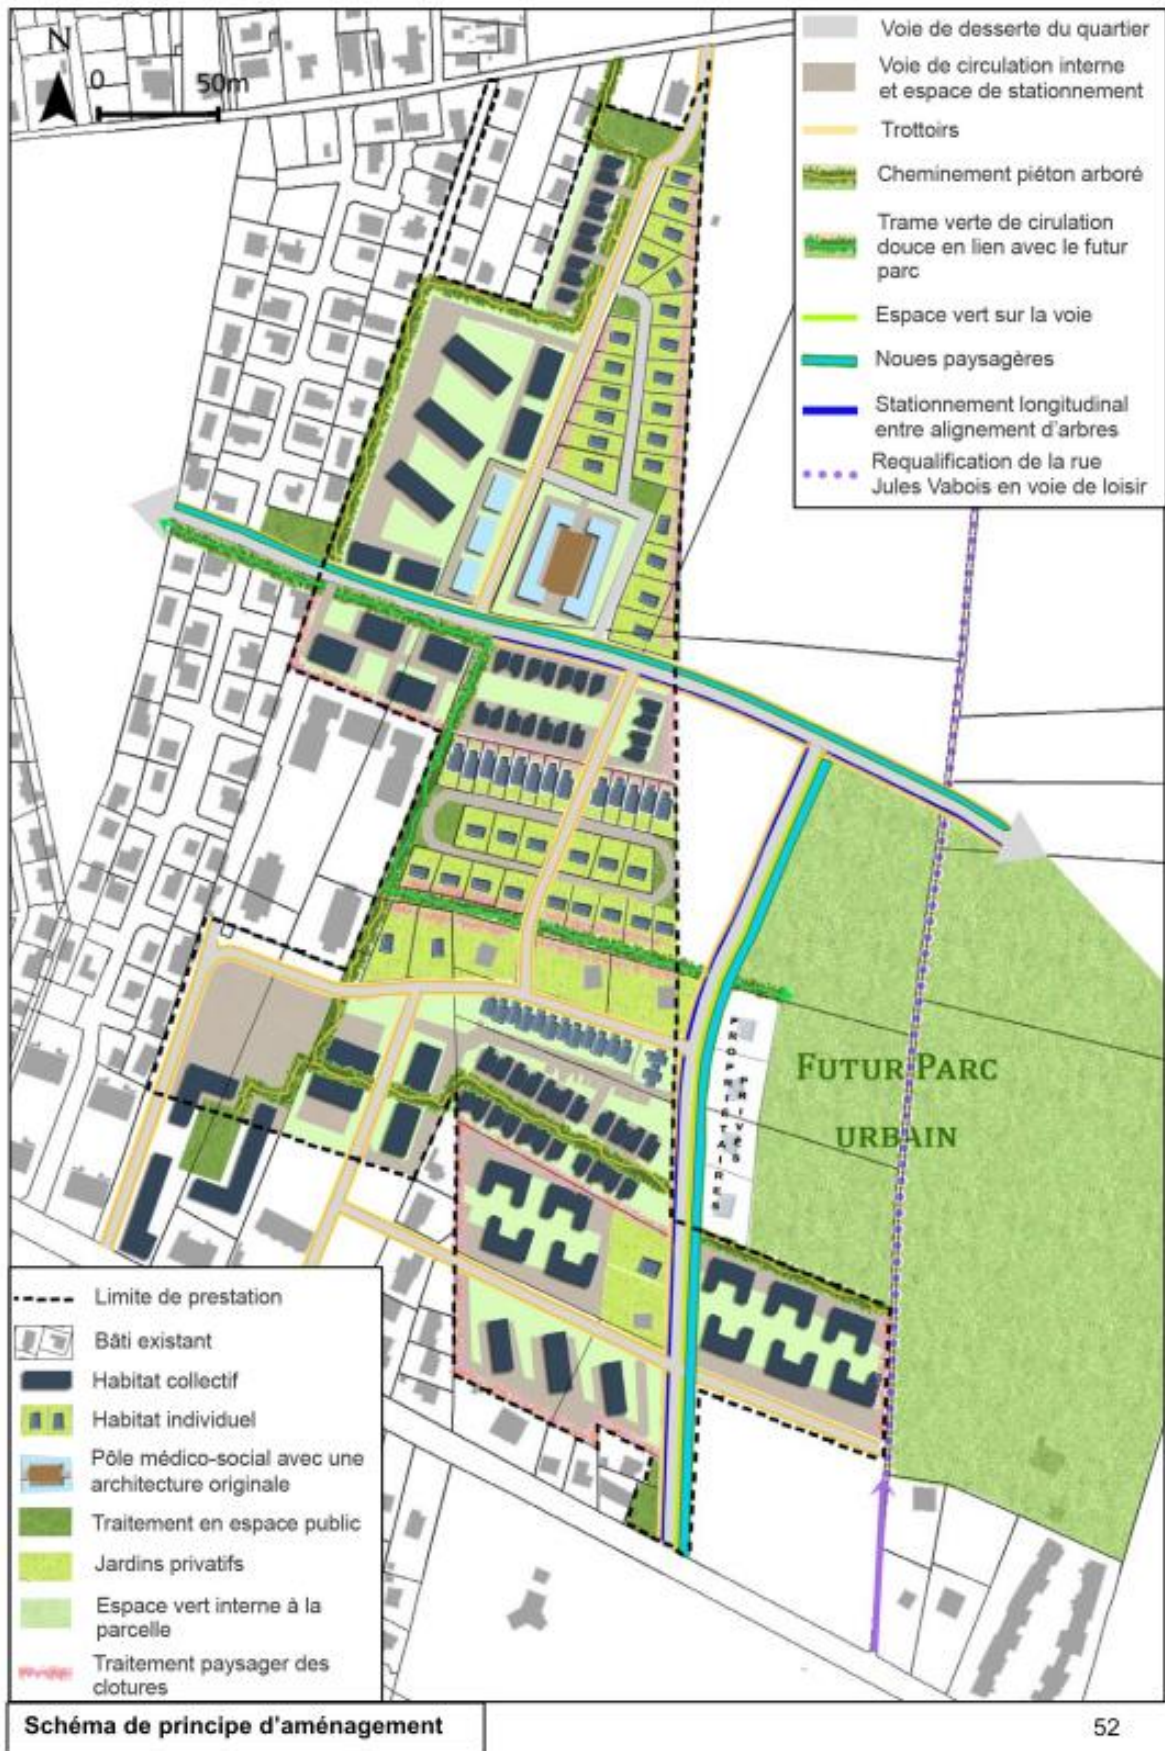 N
0 50m
Voie de desserte du quartier
Voie de circulation interne
et espace de stationnement
Trottoirs
Cheminement piéton arboré
Trame verte de cirulation
douce en lien avec le futur
parc
Espace vert sur la voie
Noues paysagères
Stationnement longitudinal
entre alignement d'arbres
Requalification de la rue
Jules Vabois en voie de loisir
PROPRIETAIRES
PRIVÉS
FUTUR PARC
URBAIN
Limite de prestation
Bâti existant
Habitat collectif
Habitat individuel
Pôle médico-social avec une
architecture originale
Traitement en espace public
Jardins privatifs
Espace vert interne à la
parcelle
Traitement paysager des
clotures
Schéma de principe d'aménagement
52